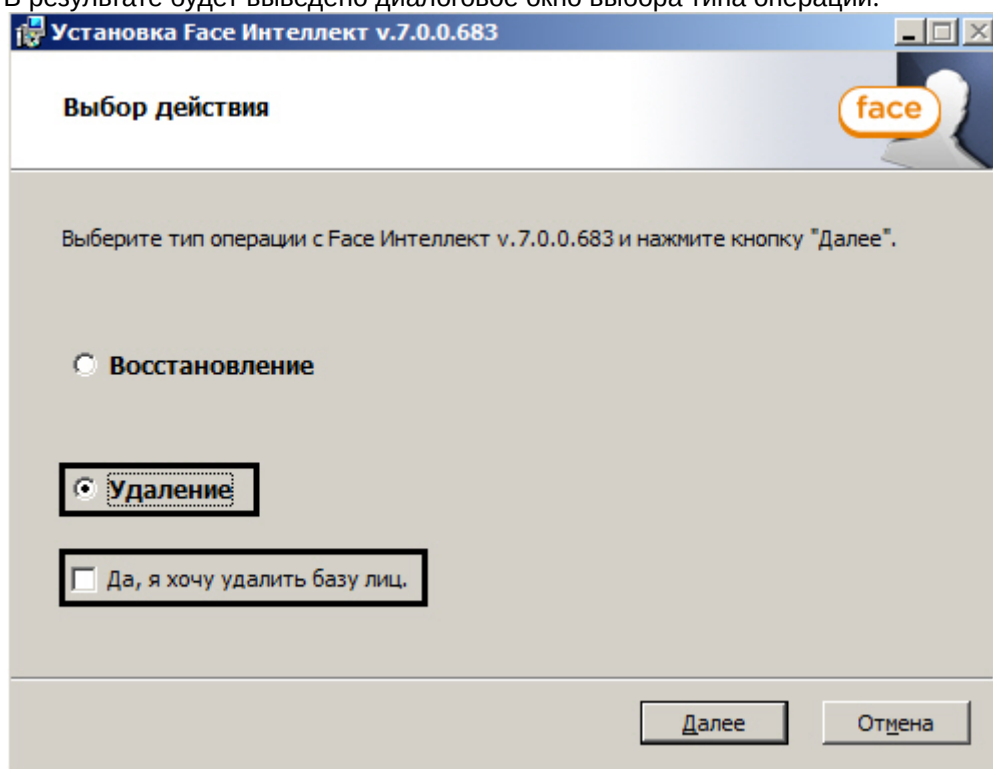 В результате будет выведено диалоговое окно выбора типа операции.
Установка Face Интеллект v.7.0.0.683
Выбор действия
face
Выберите тип операции с Face Интеллект v.7.0.0.683 и нажмите кнопку "Далее".
Восстановление
Удаление
Да, я хочу удалить базу лиц.
Далее
Отмена